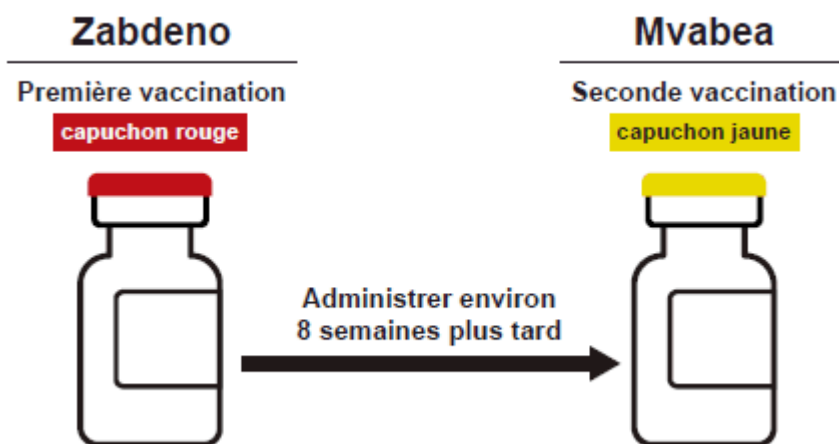 Zabdeno
Première vaccination
capuchon rouge
Mvabea
Seconde vaccination
capuchon jaune
Administrer environ
8 semaines plus tard